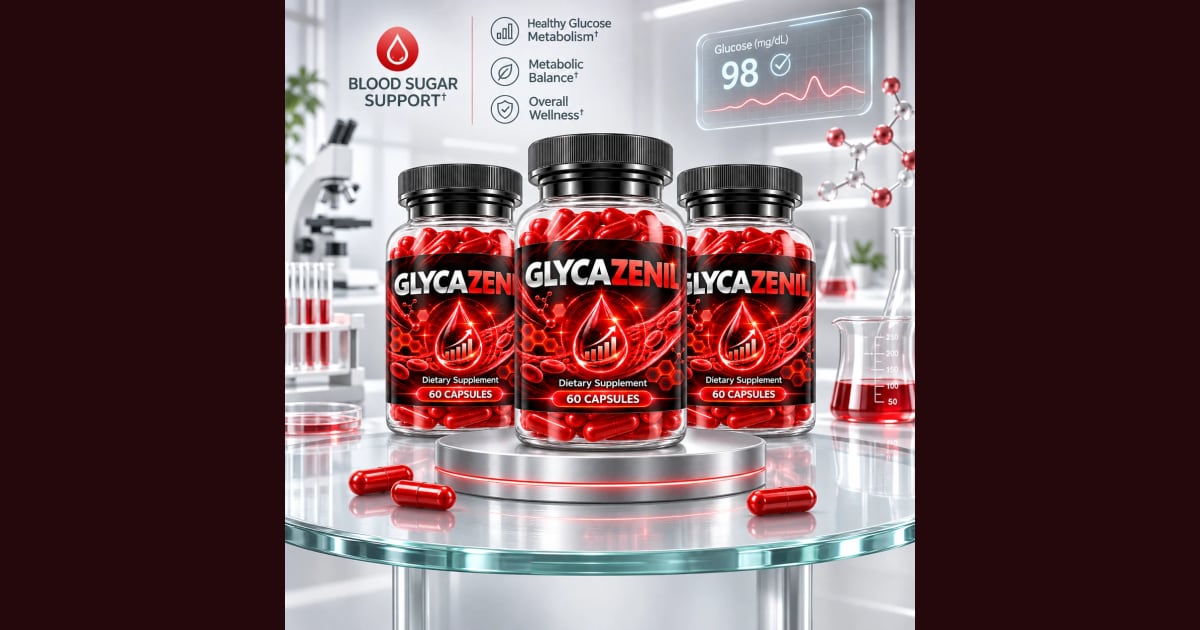 BLOOD SUGAR
SUPPORT†
Healthy Glucose
Metabolism†
Metabolic
Balance†
Overall
Wellness†
Glucose (mg/dL)
98
GLYCAZENI
Dietary Supplement
60 CAPSULES
GLYCAZENIL
Dietary Supplement
60 CAPSULES
GLYCAZENIL
Dietary Supplement
60 CAPSULES
250
200
150
100
50